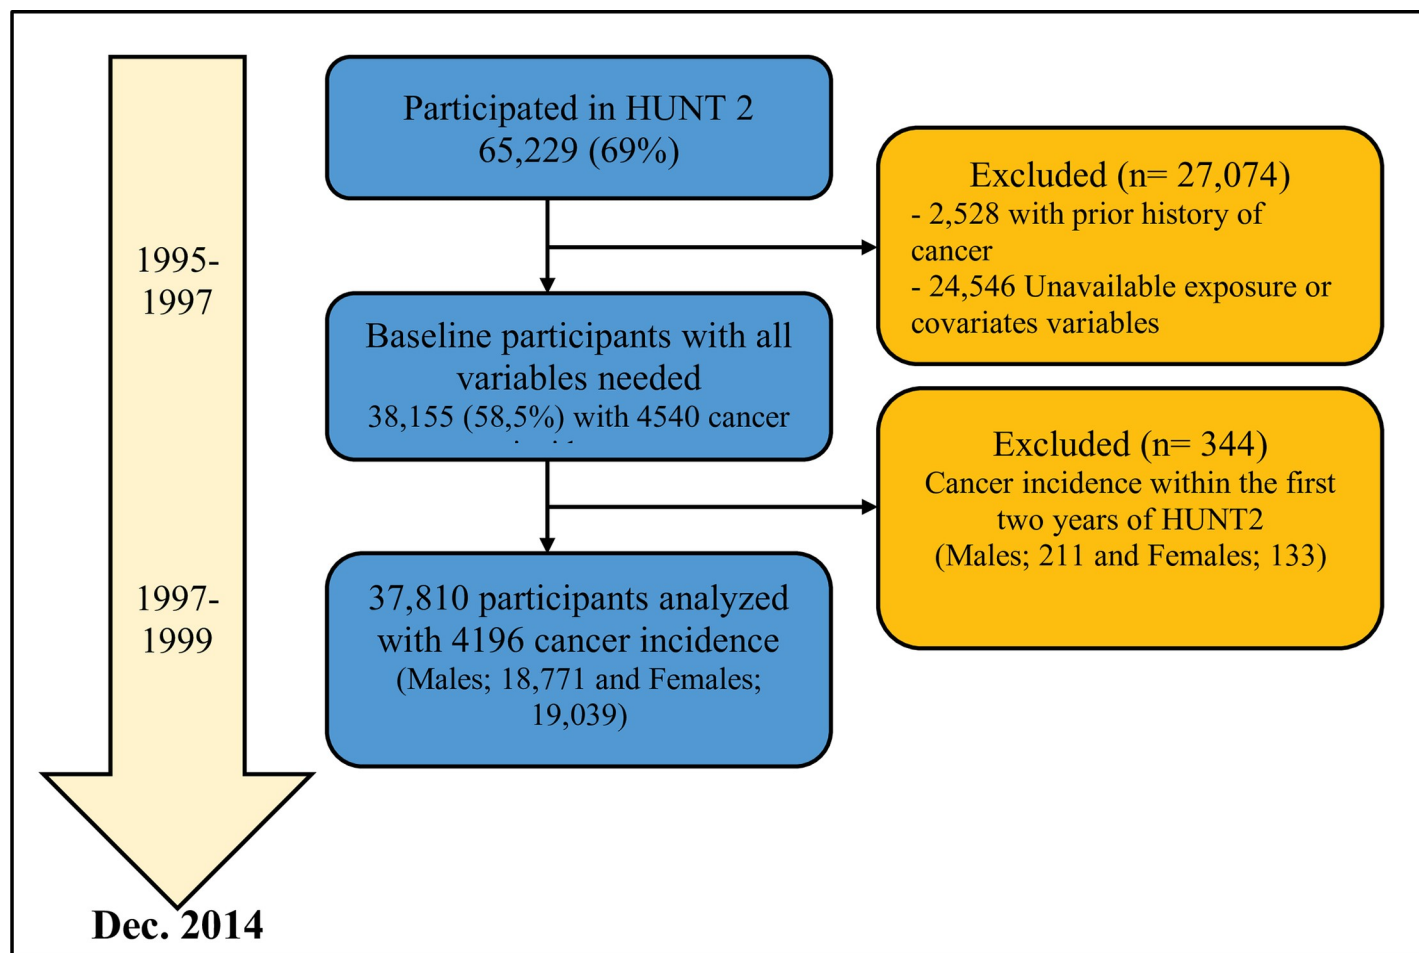 Participated in HUNT 2
65,229 (69%)
Excluded (n= 27,074)
- 2,528 with prior history of
cancer
- 24,546 Unavailable exposure or
covariates variables
1995-
1997
Baseline participants with all
variables needed
38,155 (58,5%) with 4540 cancer
Excluded (n= 344)
Cancer incidence within the first
two years of HUNT2
(Males; 211 and Females; 133)
1997-
1999
37,810 participants analyzed
with 4196 cancer incidence
(Males; 18,771 and Females;
19,039)
Dec. 2014